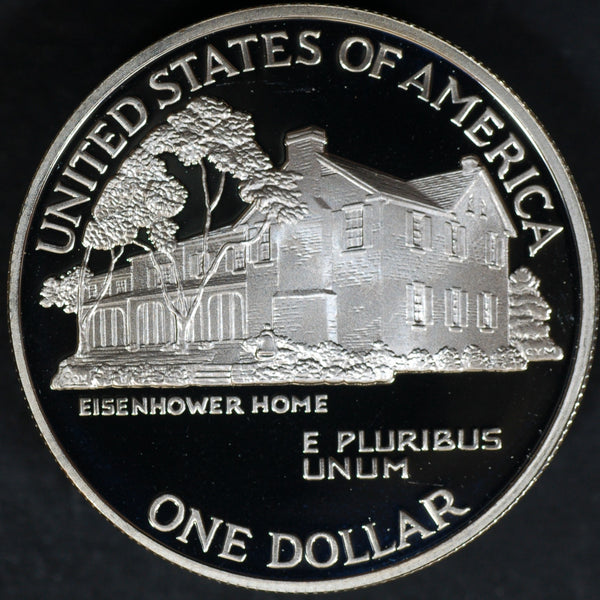 UNITED STATES OF AMERICA
EISENHOWER HOME
E PLURIBUS
UNUM
ONE DOLLAR